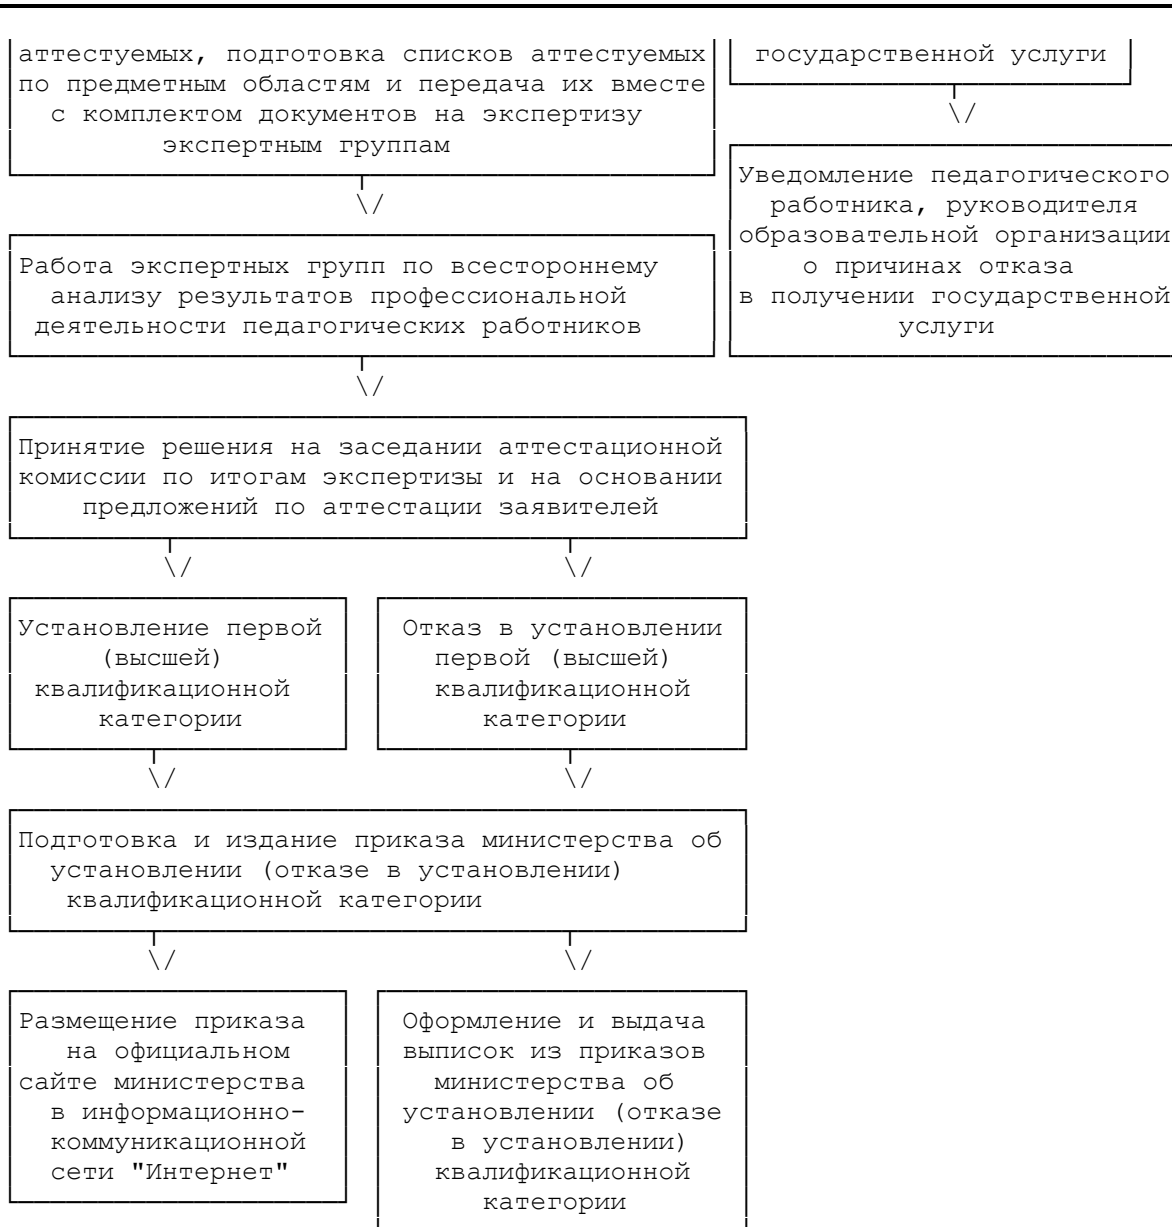 аттестуемых, подготовка списков аттестуемых
по предметным областям и передача их вместе
с комплектом документов на экспертизу
экспертным группам
государственной услуги
\/
Уведомление педагогического
работника, руководителя
образовательной организации
о причинах отказа
в получении государственной
услуги
\/
Работа экспертных групп по всестороннему
анализу результатов профессиональной
деятельности педагогических работников
\/
Принятие решения на заседании аттестационной
комиссии по итогам экспертизы и на основании
предложений по аттестации заявителей
\/ \/
Установление первой
(высшей)
квалификационной
категории
Отказ в установлении
первой (высшей)
квалификационной
категории
\/ \/
Подготовка и издание приказа министерства об
установлении (отказе в установлении)
квалификационной категории
\/ \/
Размещение приказа
на официальном
сайте министерства
в информационно-
коммуникационной
сети "Интернет"
Оформление и выдача
выписок из приказов
министерства об
установлении (отказе
в установлении)
квалификационной
категории